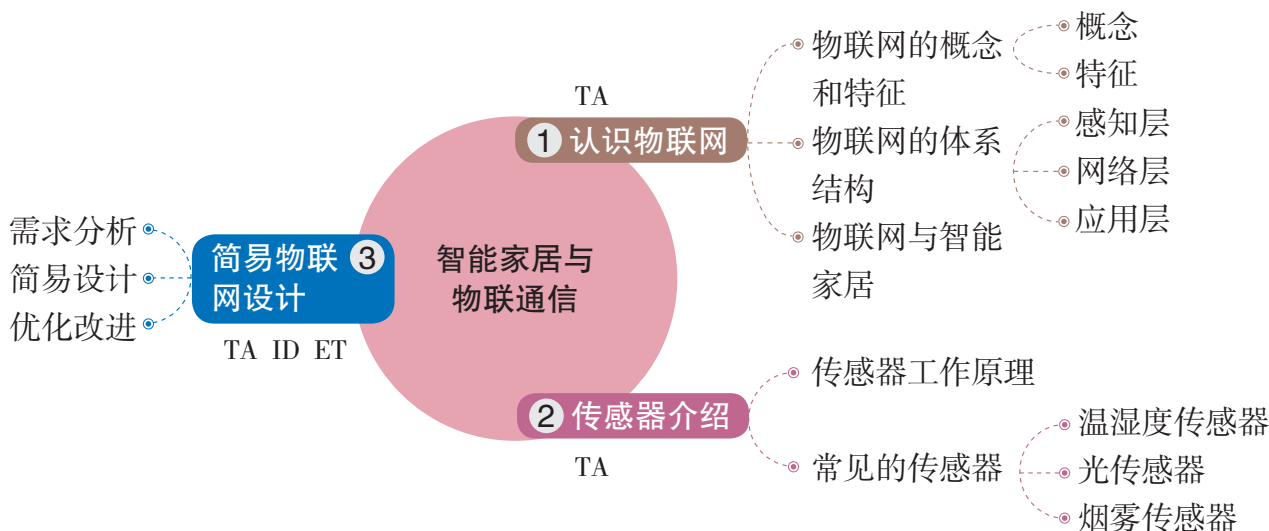 TA
① 认识物联网
物联网的概念
和特征
概念
特征
物联网的体系
结构
感知层
网络层
应用层
物联网与智能
家居
智能家居与
物联通信
需求分析
简易设计
优化改进
简易物联 ③
网设计
TA ID ET
② 传感器介绍
TA
传感器工作原理
常见的传感器
温湿度传感器
光传感器
烟雾传感器